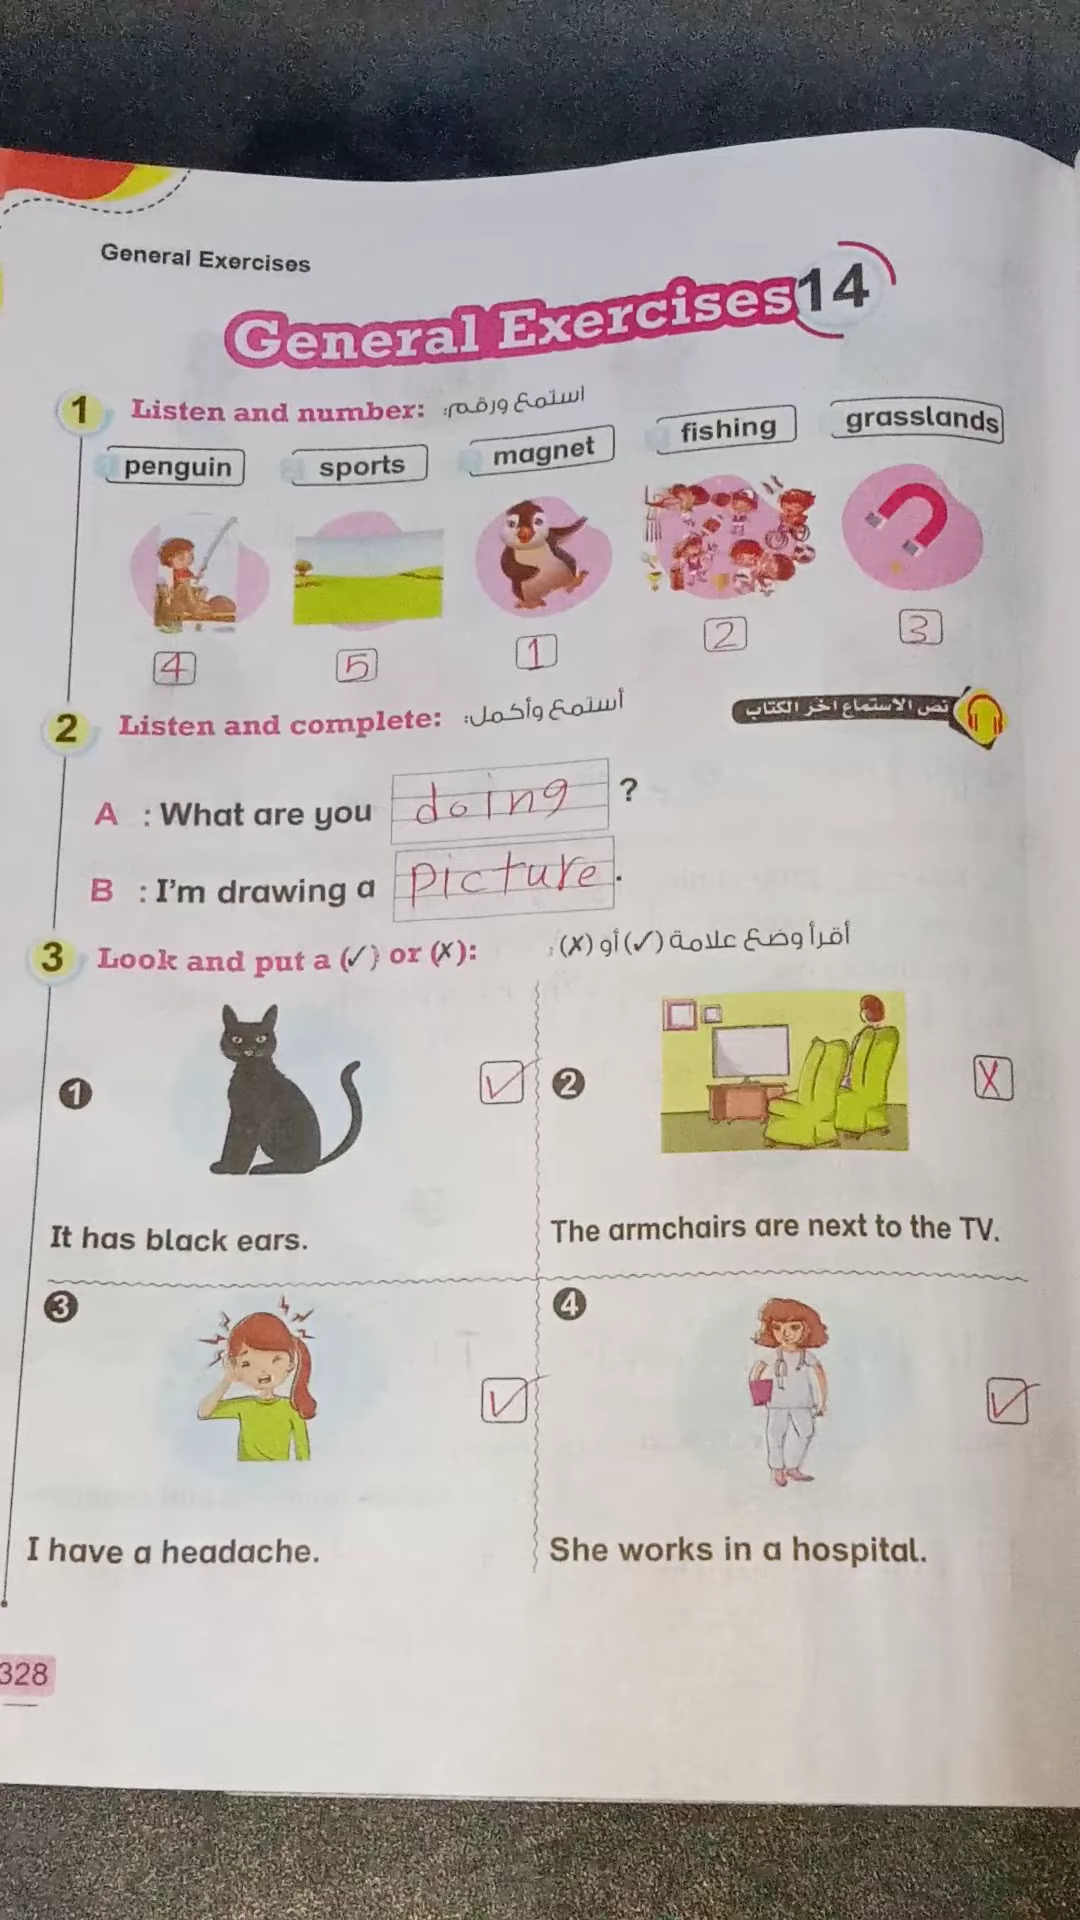 General Exercises
General Exercises 14
1 Listen and number: استمع ورقم:
penguin sports magnet fishing grasslands
4 5 1 2 3
2 Listen and complete: أستمع وأكمل:
نص الاستماع اخر الكتاب
A : What are you doing ?
B : I'm drawing a picture .
3 Look and put a (✓) or (✗): أقرأ وضع علامة (✓) أو (✗):
1 ✓ 2 X
It has black ears. The armchairs are next to the TV.
3 ✓ 4 ✓
I have a headache. She works in a hospital.
328